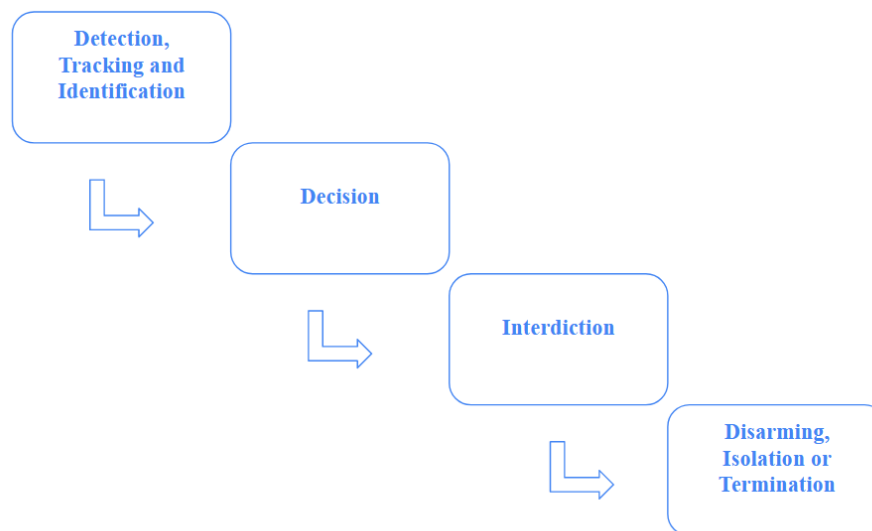 Detection,
Tracking and
Identification
Decision
Interdiction
Disarming,
Isolation or
Termination